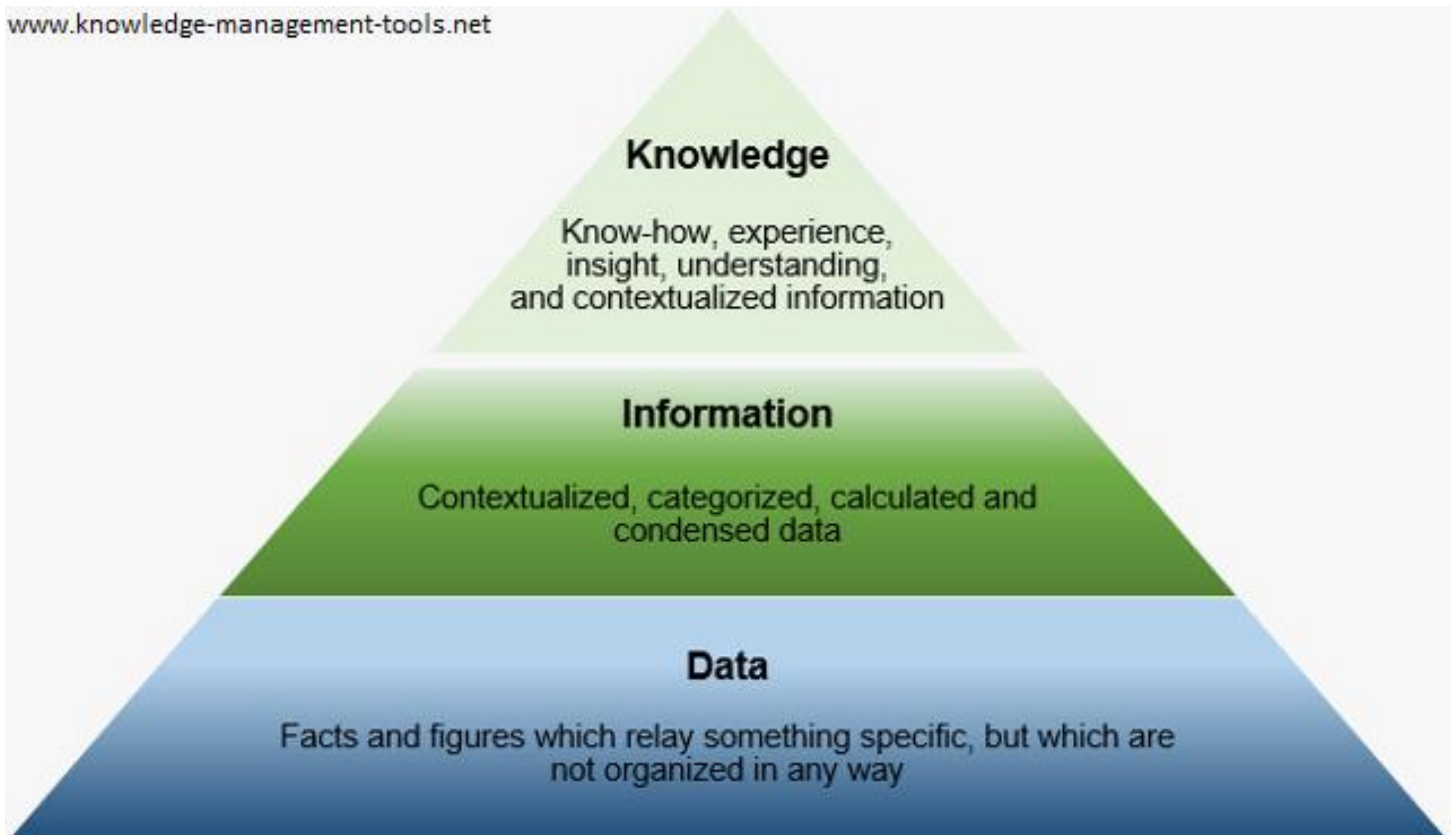 www.knowledge-management-tools.net
Knowledge
Know-how, experience,
insight, understanding,
and contextualized information
Information
Contextualized, categorized, calculated and
condensed data
Data
Facts and figures which relay something specific, but which are
not organized in any way